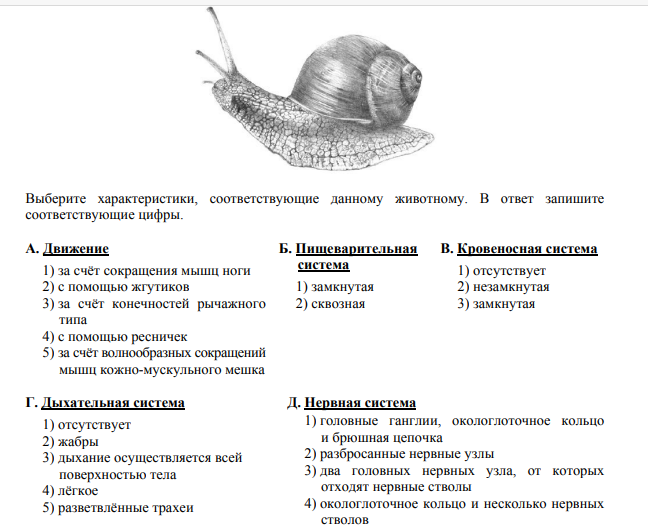 Выберите характеристики, соответствующие данному животному. В ответ запишите
соответствующие цифры.
А. Движение
1) за счёт сокращения мышц ноги
2) с помощью жгутиков
3) за счёт конечностей рычажного
типа
4) с помощью ресничек
5) за счёт волнообразных сокращений
мышц кожно-мускульного мешка
Б. Пищеварительная
система
1) замкнутая
2) сквозная
В. Кровеносная система
1) отсутствует
2) незамкнутая
3) замкнутая
Г. Дыхательная система
1) отсутствует
2) жабры
3) дыхание осуществляется всей
поверхностью тела
4) лёгкое
5) разветвлённые трахеи
Д. Нервная система
1) головные ганглии, окологлоточное кольцо
и брюшная цепочка
2) разбросанные нервные узлы
3) два головных нервных узла, от которых
отходят нервные стволы
4) окологлоточное кольцо и несколько нервных
стволов